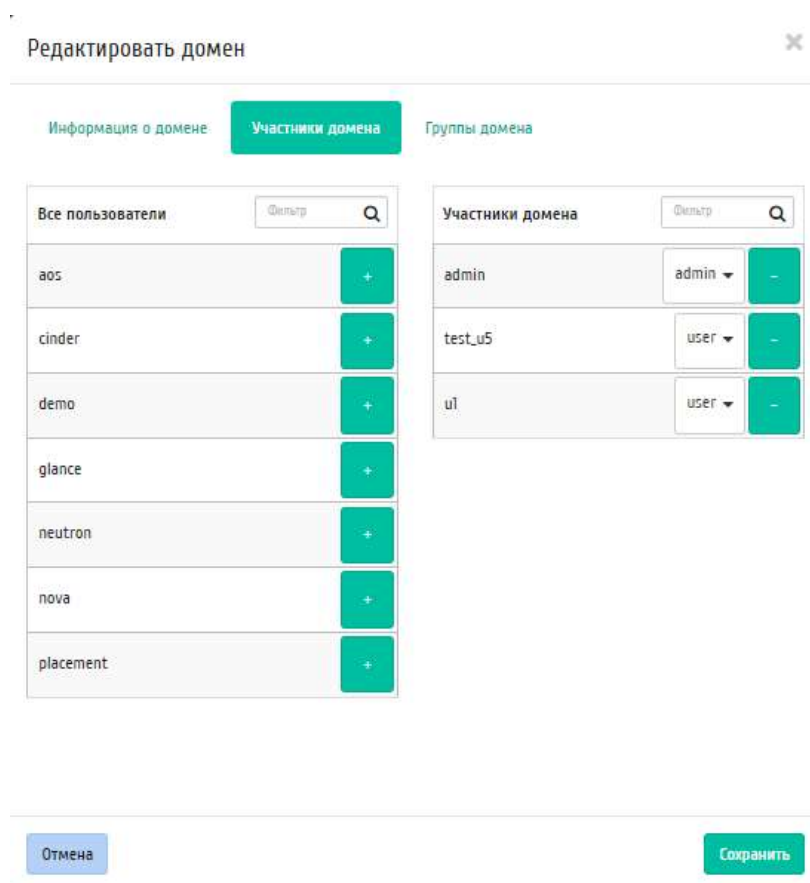 Редактировать домен
Информация о домене Участники домена Группы домена
Все пользователи Фильтр
aos +
cinder +
demo +
glance +
neutron +
nova +
placement +
Участники домена Фильтр
admin admin -
test_u5 user -
u1 user -
Отмена Сохранить